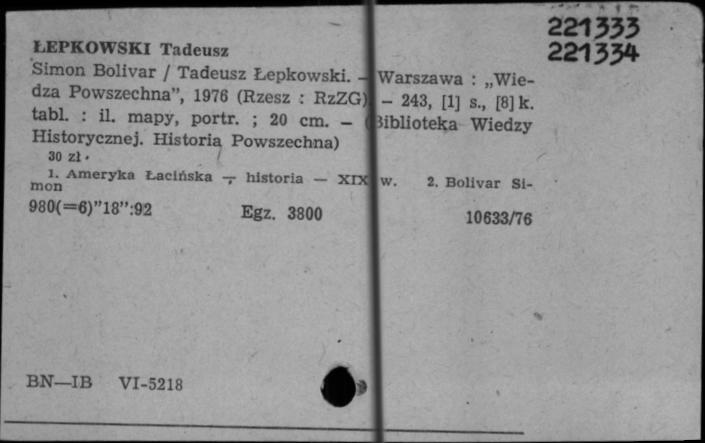 221333
ŁEPKOWSKI Tadeusz
221334
Simon Bolivar / Tadeusz Łepkowski. — Warszawa : „Wie-
dza Powszechna”, 1976 (Rzesz : RzZG) — 243, [1] s., [8] k.
tabl. : il. mapy, portr. ; 20 cm. — (Biblioteka Wiedzy
Historycznej. Historia Powszechna)
30 zł.
1. Ameryka Łacińska — historia — XIX w. 2. Bolivar Si-
mon
980(=6)”18”:92 Egz. 3800 10633/76
BN—IB VI-5218